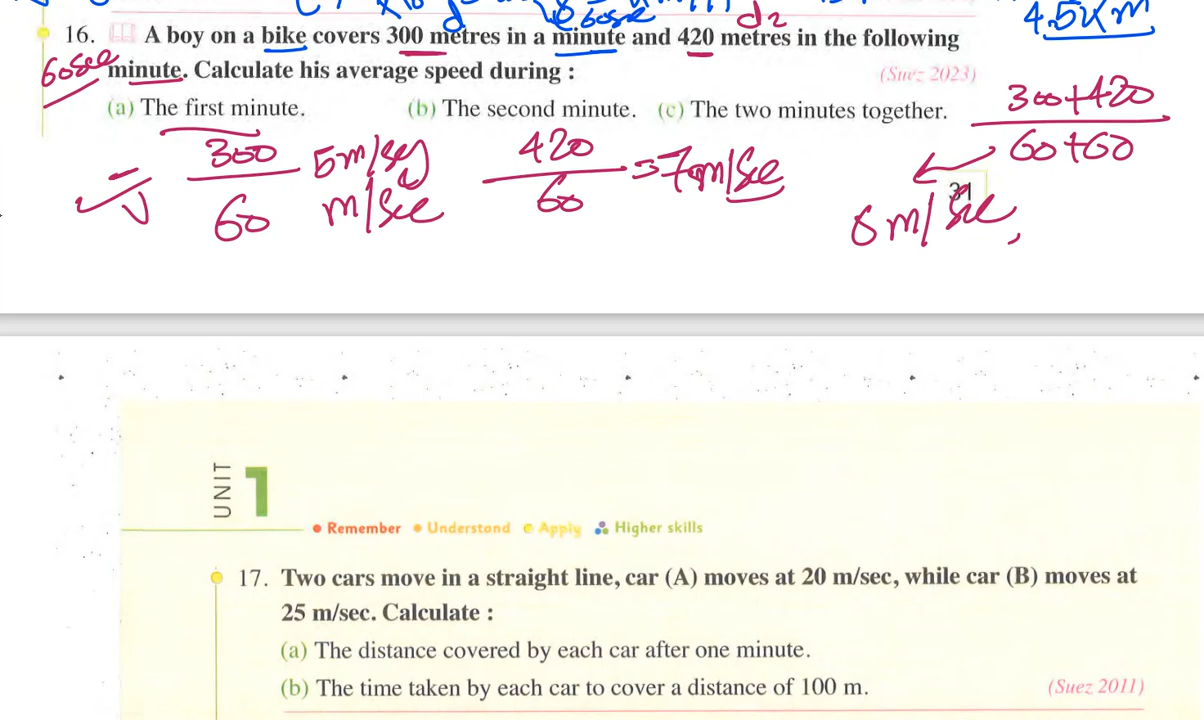 4.5km
60sec
d2
16. A boy on a bike covers 300 metres in a minute and 420 metres in the following
60sec minute. Calculate his average speed during :
(Suez 2023)
(a) The first minute. (b) The second minute. (c) The two minutes together.
300+420
60+60
300
60
5m/sec
m/sec
420
60
=7m/sec
31
6m/sec,
UNIT 1
Remember Understand Apply Higher skills
17. Two cars move in a straight line, car (A) moves at 20 m/sec, while car (B) moves at
25 m/sec. Calculate :
(a) The distance covered by each car after one minute.
(b) The time taken by each car to cover a distance of 100 m.
(Suez 2011)